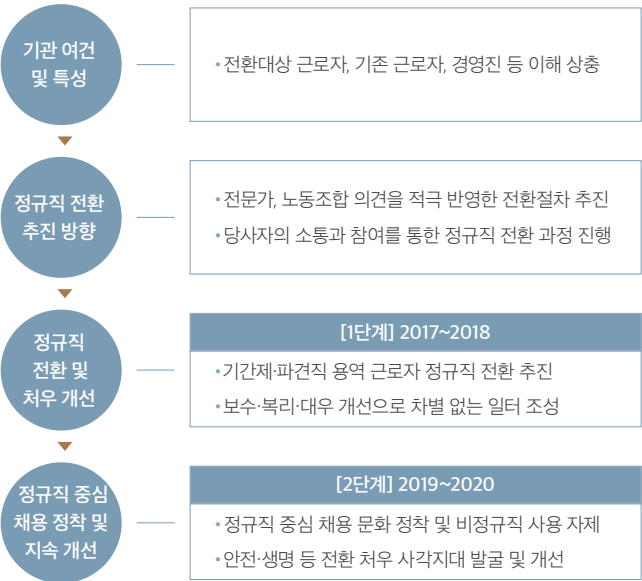 기관 여건
및 특성
•전환대상 근로자, 기존 근로자, 경영진 등 이해 상충
정규직 전환
추진 방향
•전문가, 노동조합 의견을 적극 반영한 전환절차 추진
•당사자의 소통과 참여를 통한 정규직 전환 과정 진행
정규직
전환 및
처우 개선
[1단계] 2017~2018
•기간제·파견직 용역 근로자 정규직 전환 추진
•보수·복리·대우 개선으로 차별 없는 일터 조성
정규직 중심
채용 정착 및
지속 개선
[2단계] 2019~2020
•정규직 중심 채용 문화 정착 및 비정규직 사용 자제
•안전·생명 등 전환 처우 사각지대 발굴 및 개선